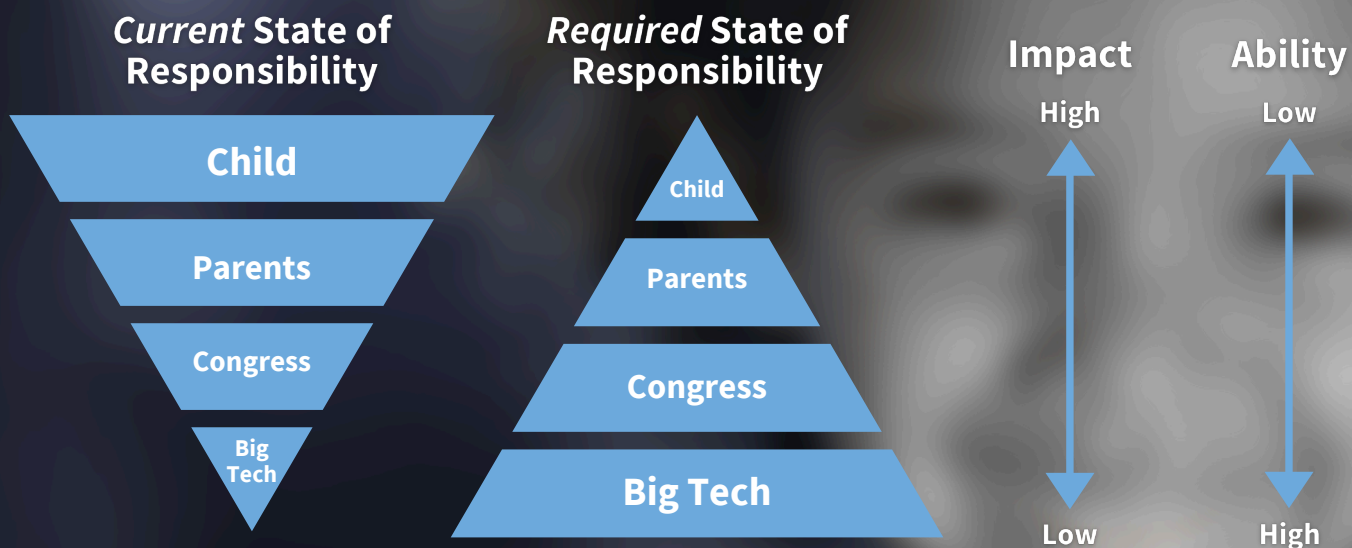 Current State of
Responsibility
Child
Parents
Congress
Big
Tech
Required State of
Responsibility
Child
Parents
Congress
Big Tech
Impact
High
Low
Ability
Low
High